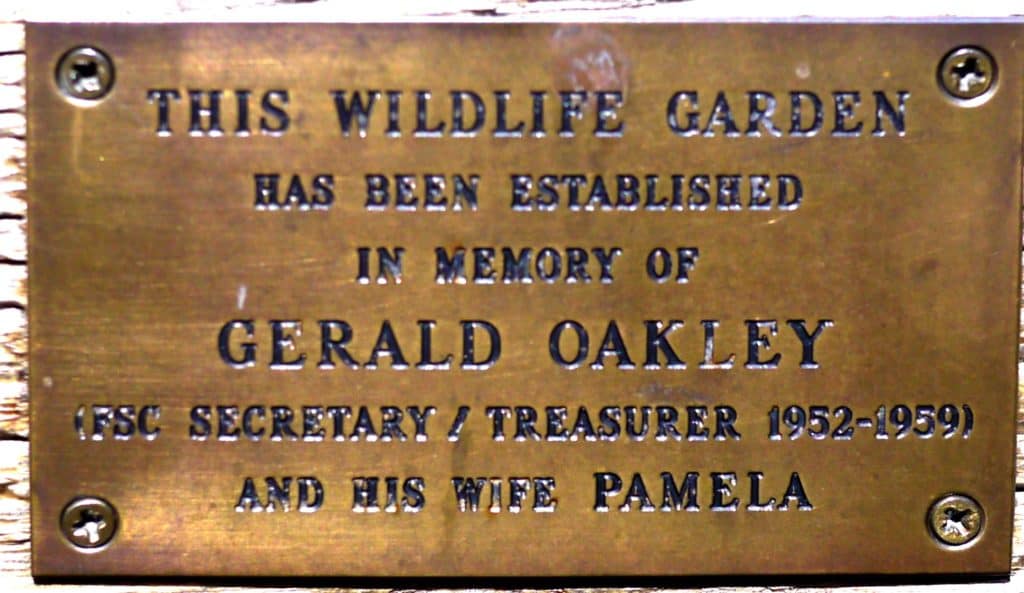 THIS WILDLIFE GARDEN
HAS BEEN ESTABLISHED
IN MEMORY OF
GERALD OAKLEY
(FSC SECRETARY / TREASURER 1952-1959)
AND HIS WIFE PAMELA